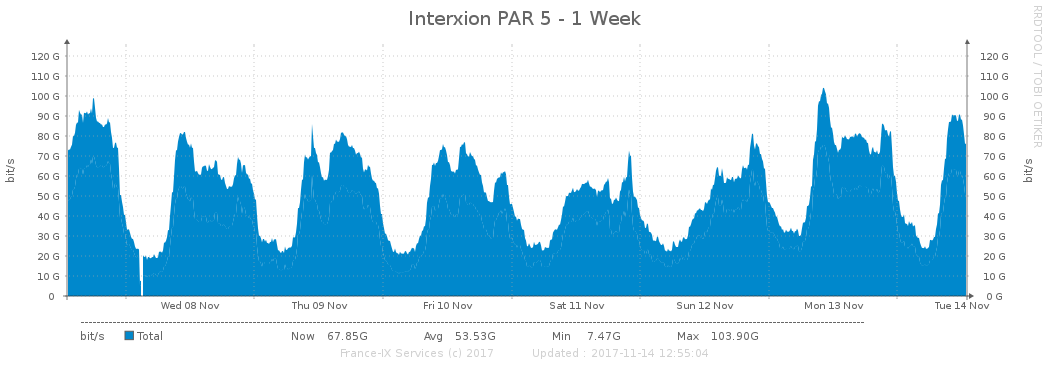 Interxion PAR 5 - 1 Week
RRDTOOL / TOBI OETIKER
bit/s
120 G 120 G
110 G 110 G
100 G 100 G
90 G 90 G
80 G 80 G
70 G 70 G
60 G 60 G
50 G 50 G
40 G 40 G
30 G 30 G
20 G 20 G
10 G 10 G
0 0 G
bit/s
Wed 08 Nov Thu 09 Nov Fri 10 Nov Sat 11 Nov Sun 12 Nov Mon 13 Nov Tue 14 Nov
bit/s Total Now 67.85G Avg 53.53G Min 7.47G Max 103.90G
France-IX Services (c) 2017 Updated : 2017-11-14 12:55:04